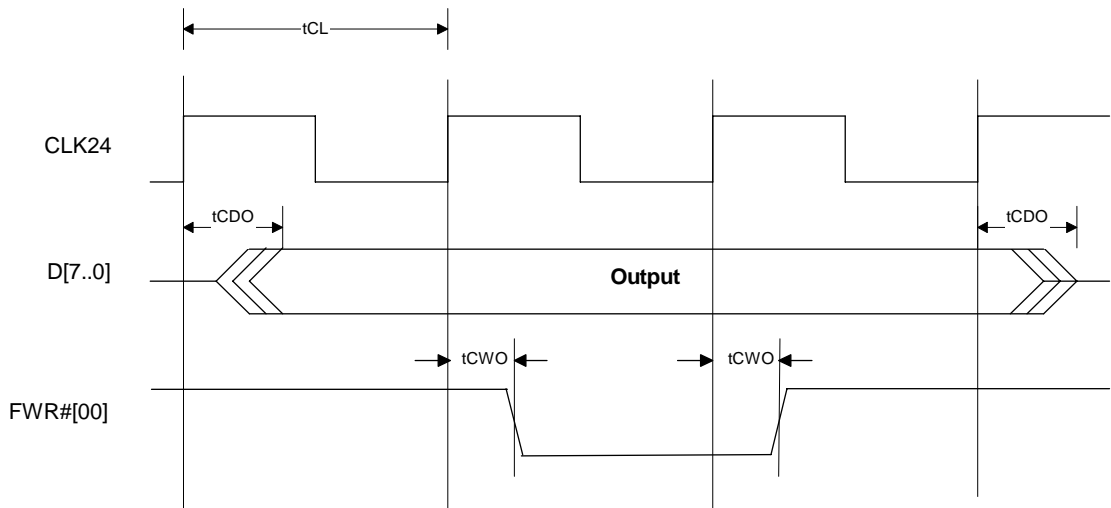 tCL
CLK24
tCDO
tCDO
D[7..0]
Output
tCWO
tCWO
FWR#[00]